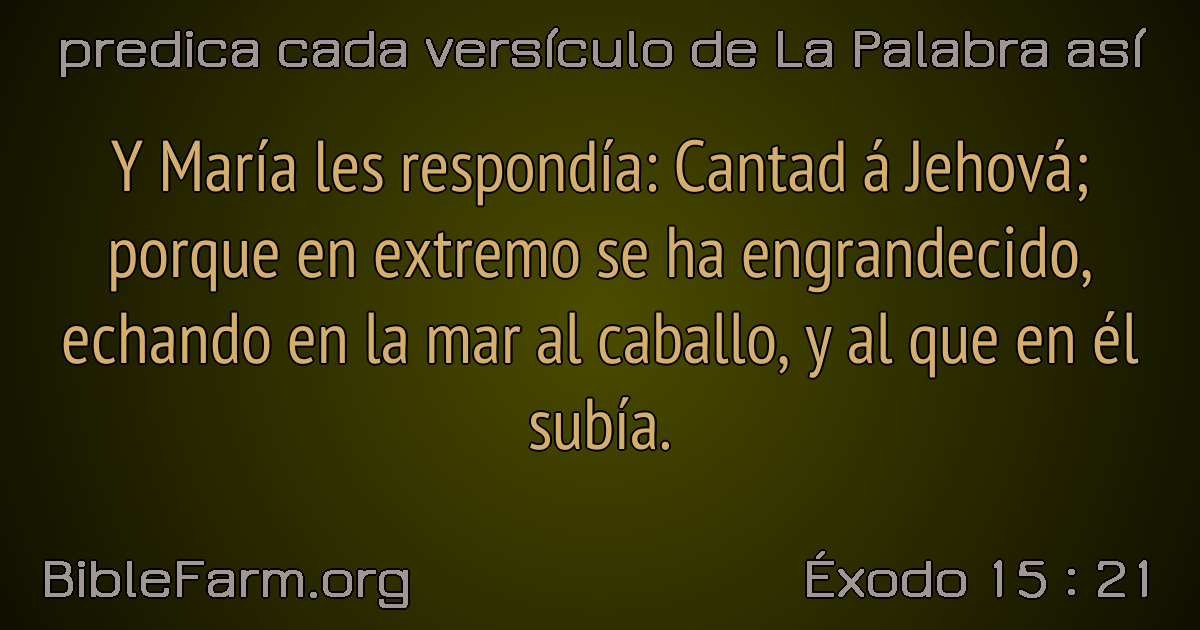 predica cada versículo de La Palabra así
Y María les respondía: Cantad á Jehová;
porque en extremo se ha engrandecido,
echando en la mar al caballo, y al que en él
subía.
BibleFarm.org
Éxodo 15 : 21